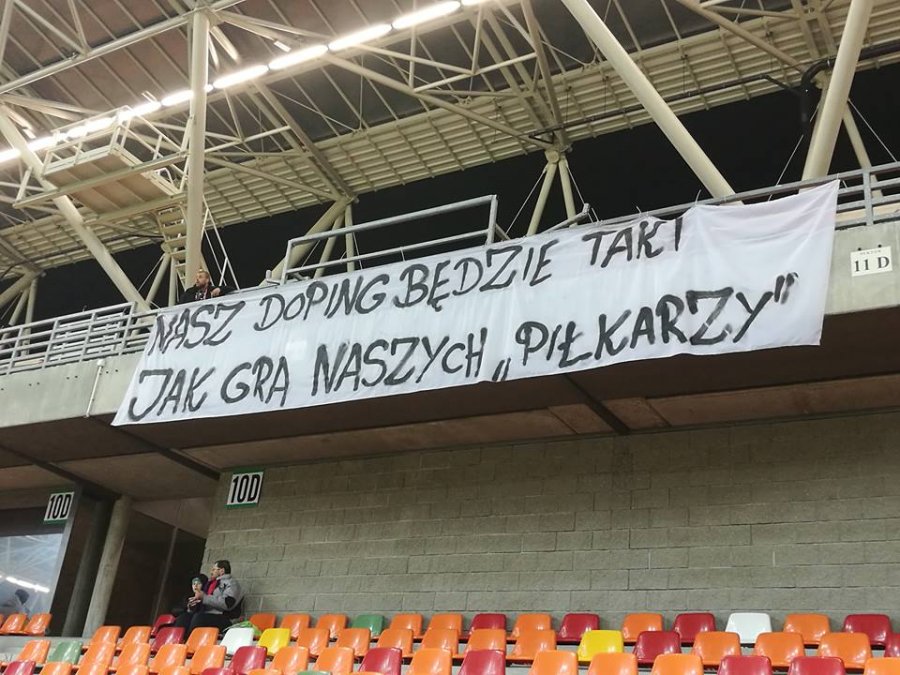 NASZ DOPING BĘDZIE TAKI
JAK GRA NASZYCH „PIŁKARZY"
11 D
10D
10D